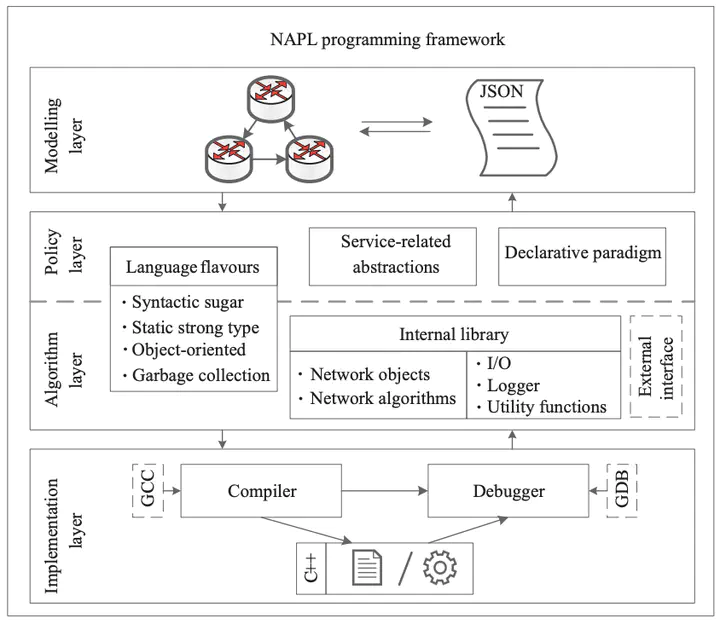 NAPL programming framework
Modelling
layer
JSON
Policy
layer
Language flavours
Service-related
abstractions
Declarative paradigm
· Syntactic sugar
· Static strong type
· Object-oriented
· Garbage collection
Algorithm
layer
Internal library
· Network objects
· Network algorithms
· I/O
· Logger
· Utility functions
External
interface
Implementation
layer
GCC
Compiler
Debugger
GDB
C++
/